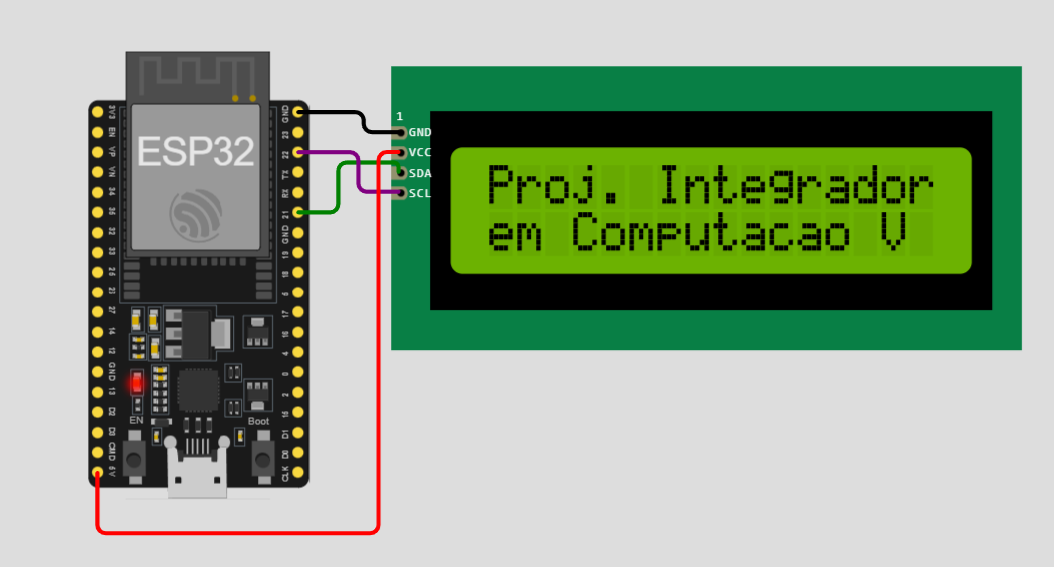 ESP32
3V3
EN
VP
VN
34
35
32
33
27
14
12
GND
13
D2
D3
CMD
5V
GND
23
22
TX
RX
21
GND
19
18
5
17
16
4
0
2
15
D1
D0
CLK
EN
Boot
1
GND
VCC
SDA
SCL
Proj. Integrador
em Computacao V